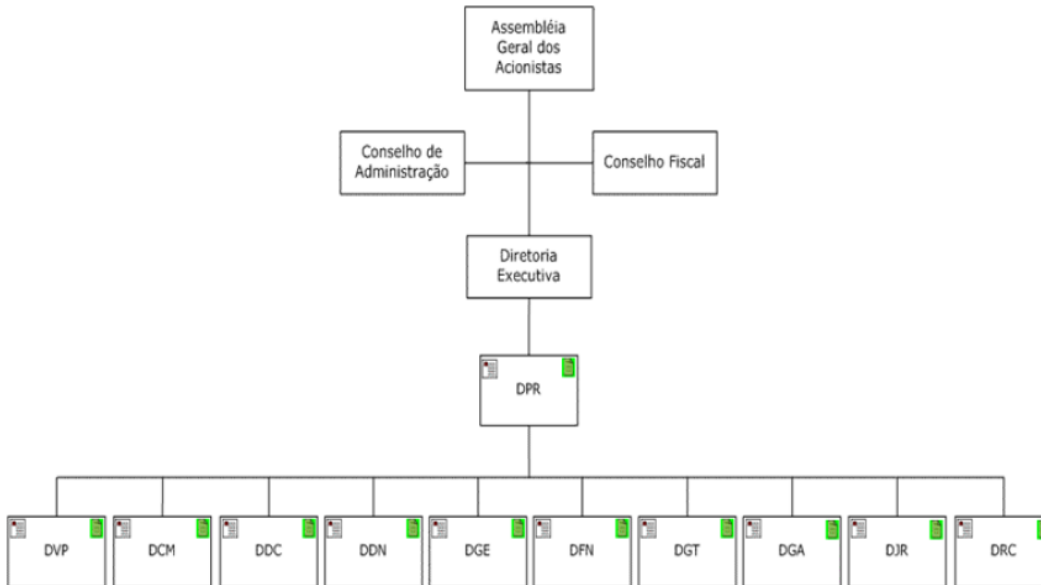 Assembléia
Geral dos
Acionistas
Conselho de
Administração
Conselho Fiscal
Diretoria
Executiva
DPR
DVP
DCM
DDC
DDN
DGE
DFN
DGT
DGA
DJR
DRC